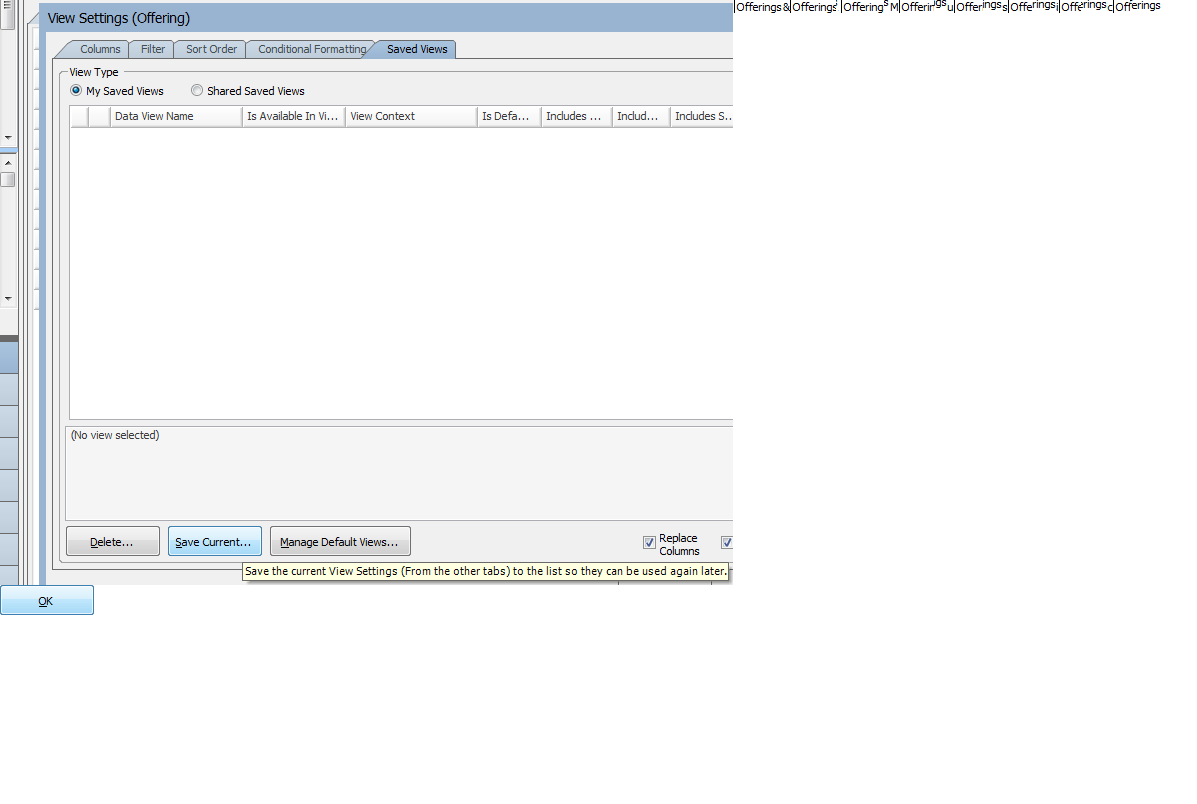 View Settings (Offering)
Columns Filter Sort Order Conditional Formatting Saved Views
View Type
My Saved Views Shared Saved Views
Data View Name Is Available In Vi... View Context Is Defa... Includes ... Includ... Includes S..
(No view selected)
Delete... Save Current... Manage Default Views... Replace
Columns
Save the current View Settings (From the other tabs) to the list so they can be used again later.
OK
Offerings Offerings Offering Offerings Offerings Offerings